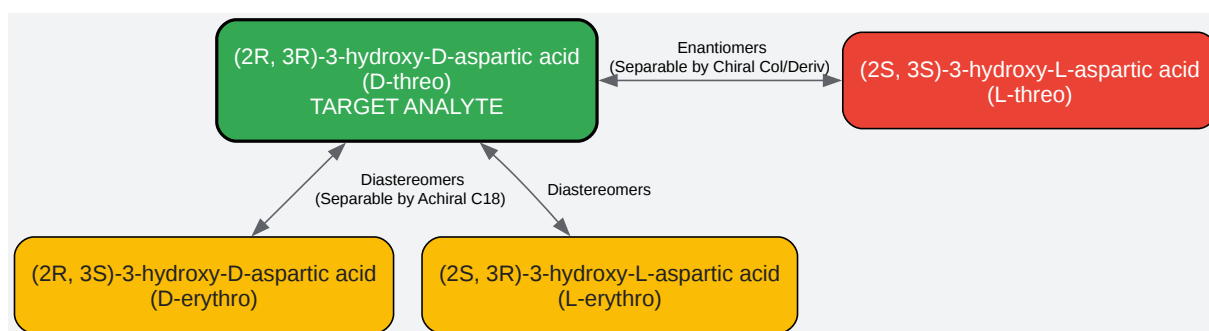 (2R, 3R)-3-hydroxy-D-aspartic acid
(D-threo)
TARGET ANALYTE
Enantiomers
(Separable by Chiral Col/Deriv)
(2S, 3S)-3-hydroxy-L-aspartic acid
(L-threo)
Diastereomers
(Separable by Achiral C18)
Diastereomers
(2R, 3S)-3-hydroxy-D-aspartic acid
(D-erythro)
(2S, 3R)-3-hydroxy-L-aspartic acid
(L-erythro)